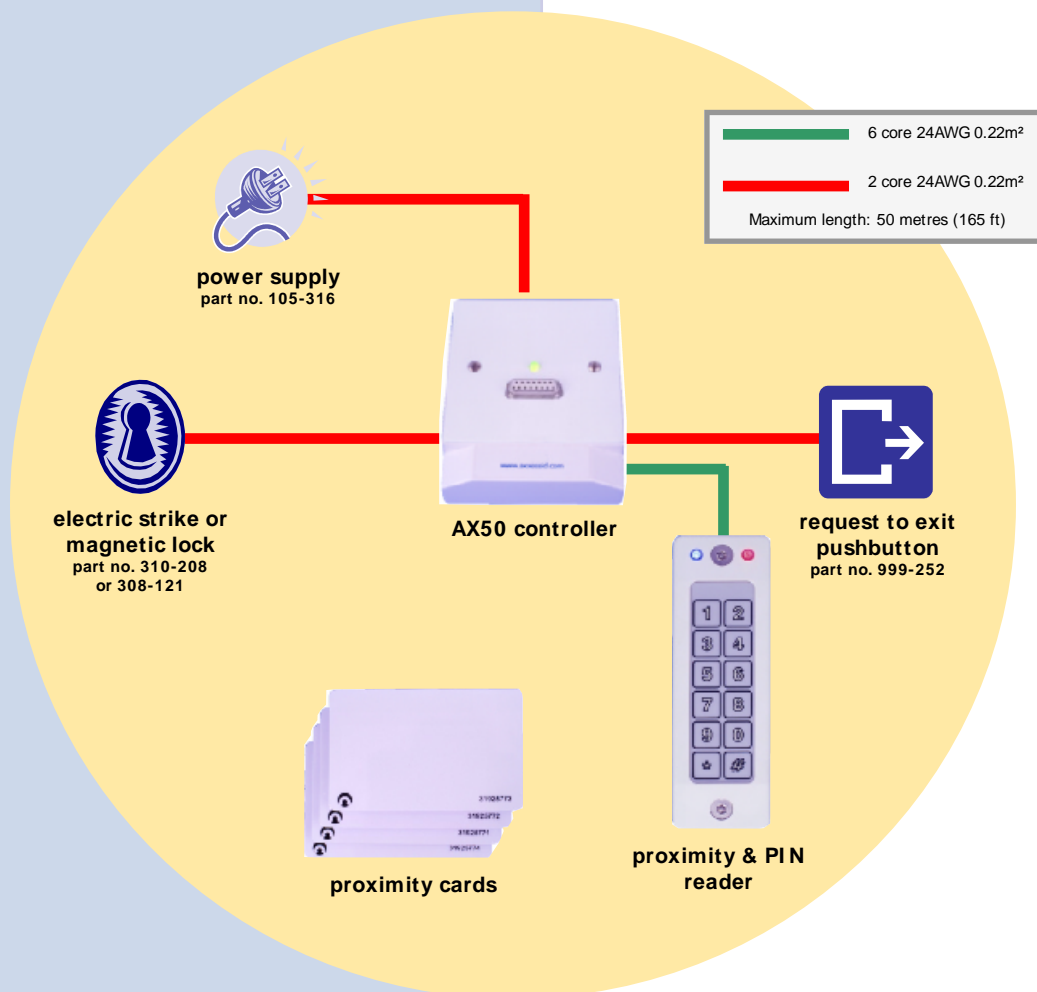 6 core 24AWG 0.22m²
2 core 24AWG 0.22m²
Maximum length: 50 metres (165 ft)
power supply
part no. 105-316
electric strike or
magnetic lock
part no. 310-208
or 308-121
AX50 controller
request to exit
pushbutton
part no. 999-252
1 2
3 4
5 6
7 8
9 0
* #
proximity cards
proximity & PIN
reader